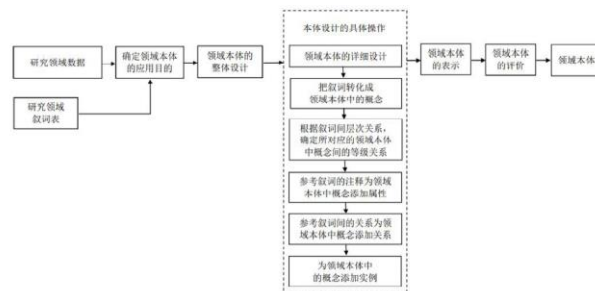 研究领域数据
研究领域
叙词表
确定领域本体
的应用目的
领域本体的
整体设计
本体设计的具体操作
领域本体的详细设计
把叙词转化成
领域本体中的概念
根据叙词间层次关系，
确定所对应的领域本体
中概念间的等级关系
参考叙词的注释为领域
本体中概念添加属性
参考叙词间的关系为领
域本体中概念添加关系
为领域本体中
的概念添加实例
领域本体
的表示
领域本体
的评价
领域本体